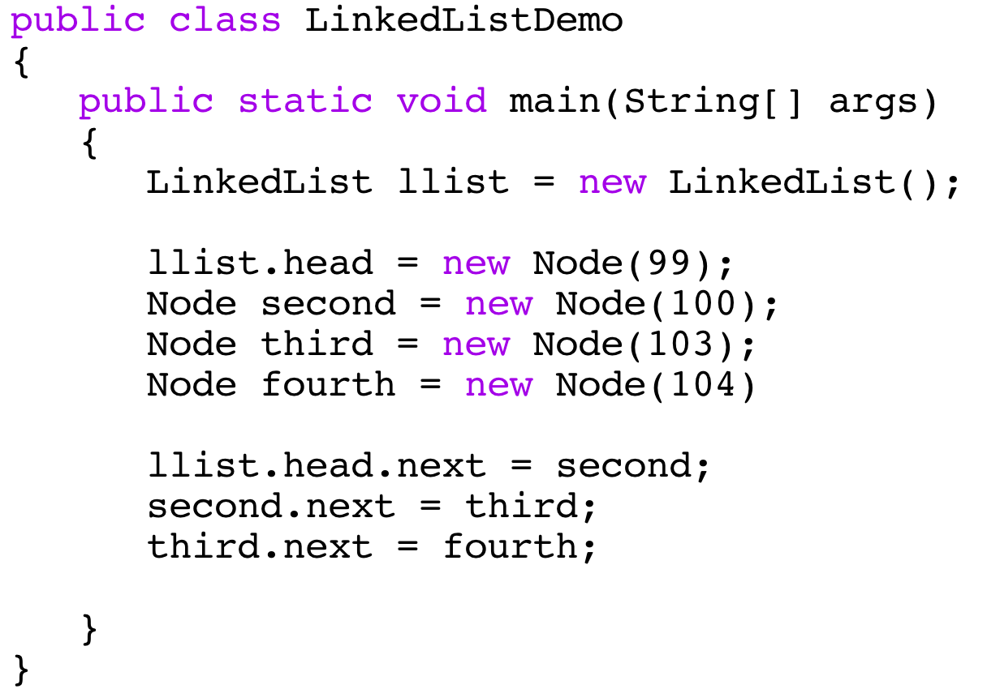 public class LinkedListDemo
{
   public static void main(String[] args)
   {
      LinkedList llist = new LinkedList();

      llist.head = new Node(99);
      Node second = new Node(100);
      Node third = new Node(103);
      Node fourth = new Node(104)

      llist.head.next = second;
      second.next = third;
      third.next = fourth;

   }
}